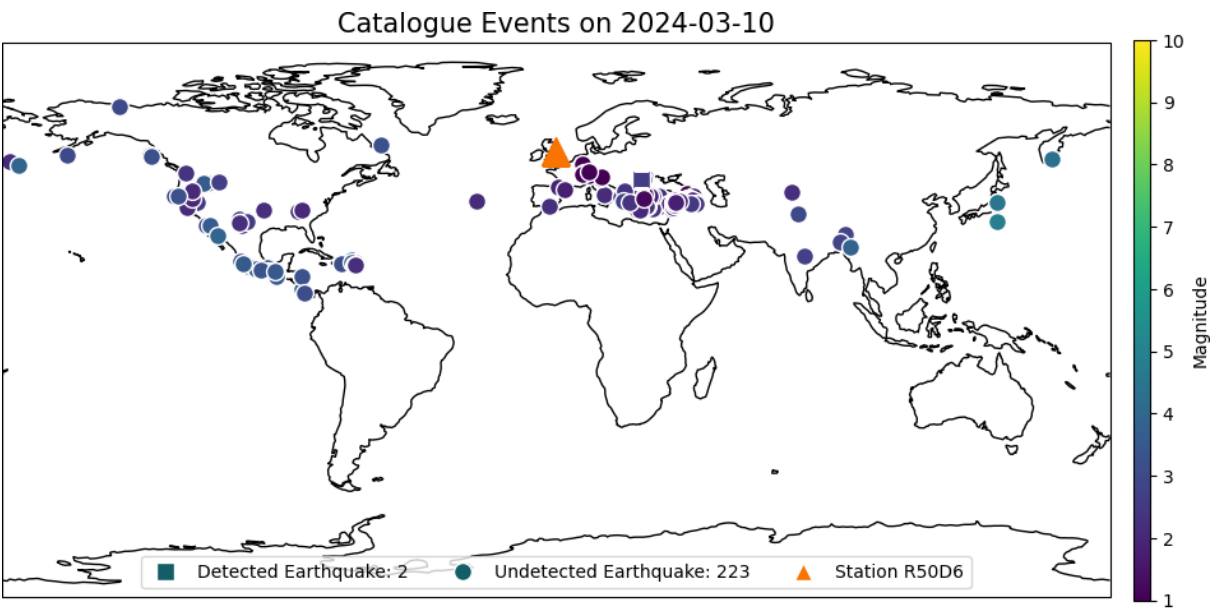 Catalogue Events on 2024-03-10
10
9
8
7
6
5
4
3
2
1
Magnitude
Detected Earthquake: 2
Undetected Earthquake: 223
Station R50D6